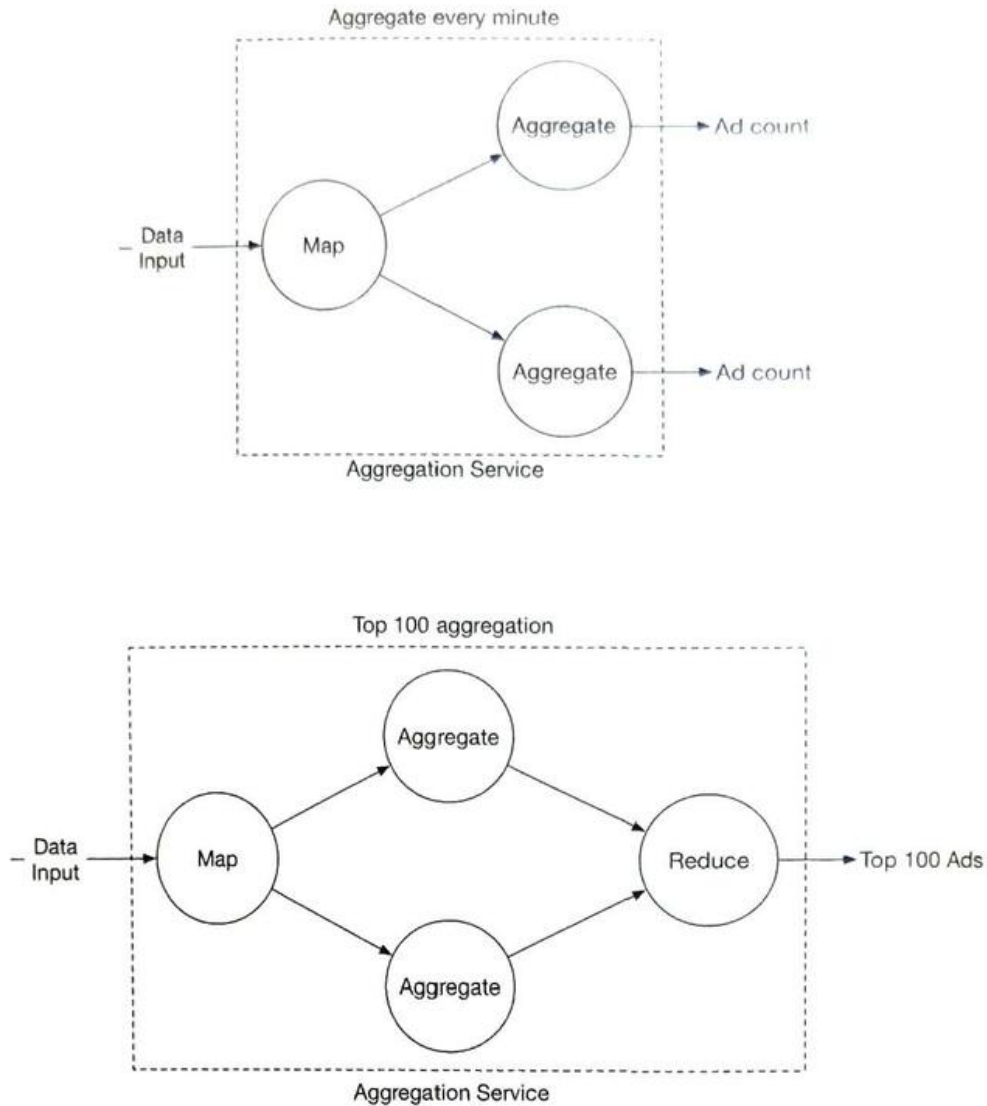 Aggregate every minute
Aggregate
Ad count
Data
Input
Map
Aggregate
Ad count
Aggregation Service
Top 100 aggregation
Aggregate
Data
Input
Map
Reduce
Top 100 Ads
Aggregate
Aggregation Service